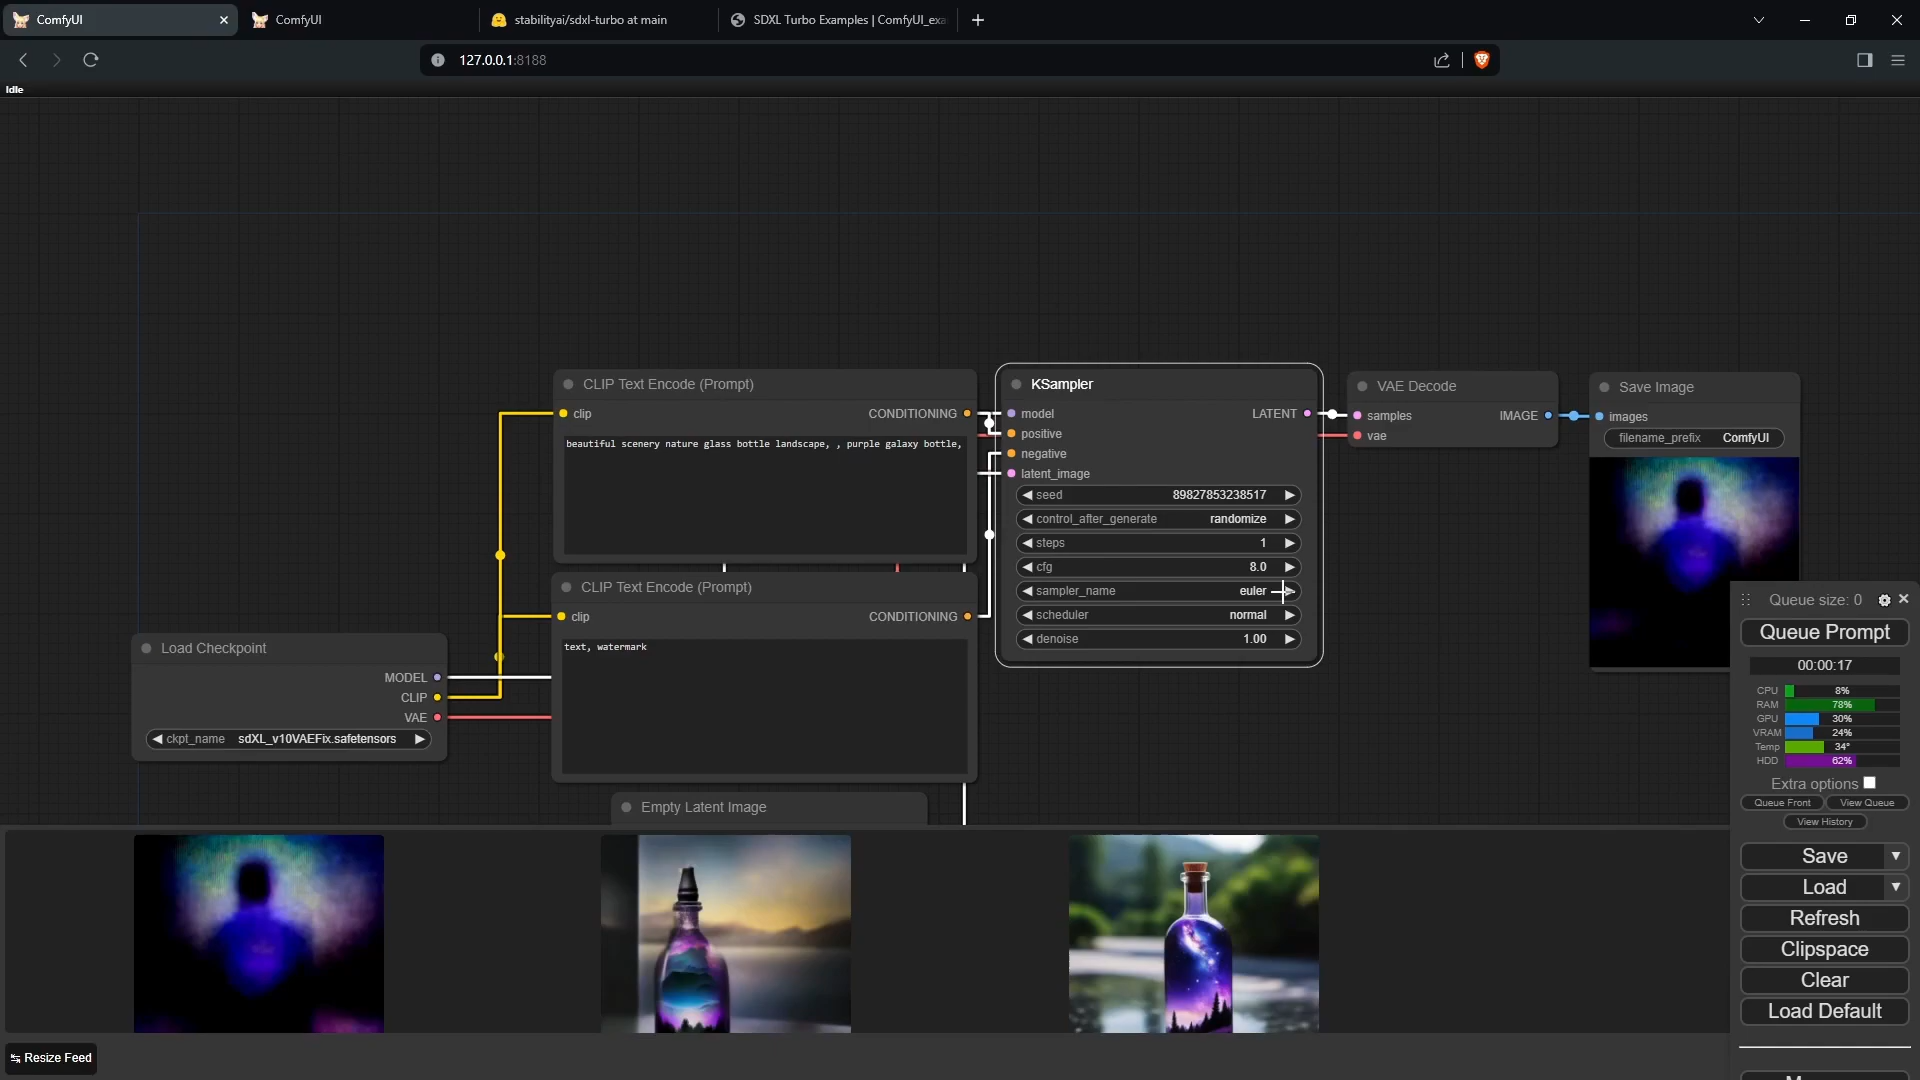 ComfyUI
ComfyUI
stabilityai/sdxl-turbo at main
SDXL Turbo Examples | ComfyUI_exa
127.0.0.1:8188
Idle
CLIP Text Encode (Prompt)
clip
CONDITIONING
beautiful scenery nature glass bottle landscape, , purple galaxy bottle,
CLIP Text Encode (Prompt)
clip
CONDITIONING
text, watermark
Load Checkpoint
MODEL
CLIP
VAE
ckpt_name sdXL_v10VAEFix.safetensors
Empty Latent Image
KSampler
model
LATENT
positive
negative
latent_image
seed 89827853238517
control_after_generate randomize
steps 1
cfg 8.0
sampler_name euler
scheduler normal
denoise 1.00
VAE Decode
samples
IMAGE
vae
Save Image
images
filename_prefix ComfyUI
Queue size: 0
Queue Prompt
00:00:17
CPU 8%
RAM 78%
GPU 30%
VRAM 24%
Temp 34°
HDD 62%
Extra options
Queue Front View Queue
View History
Save
Load
Refresh
Clipspace
Clear
Load Default
Resize Feed